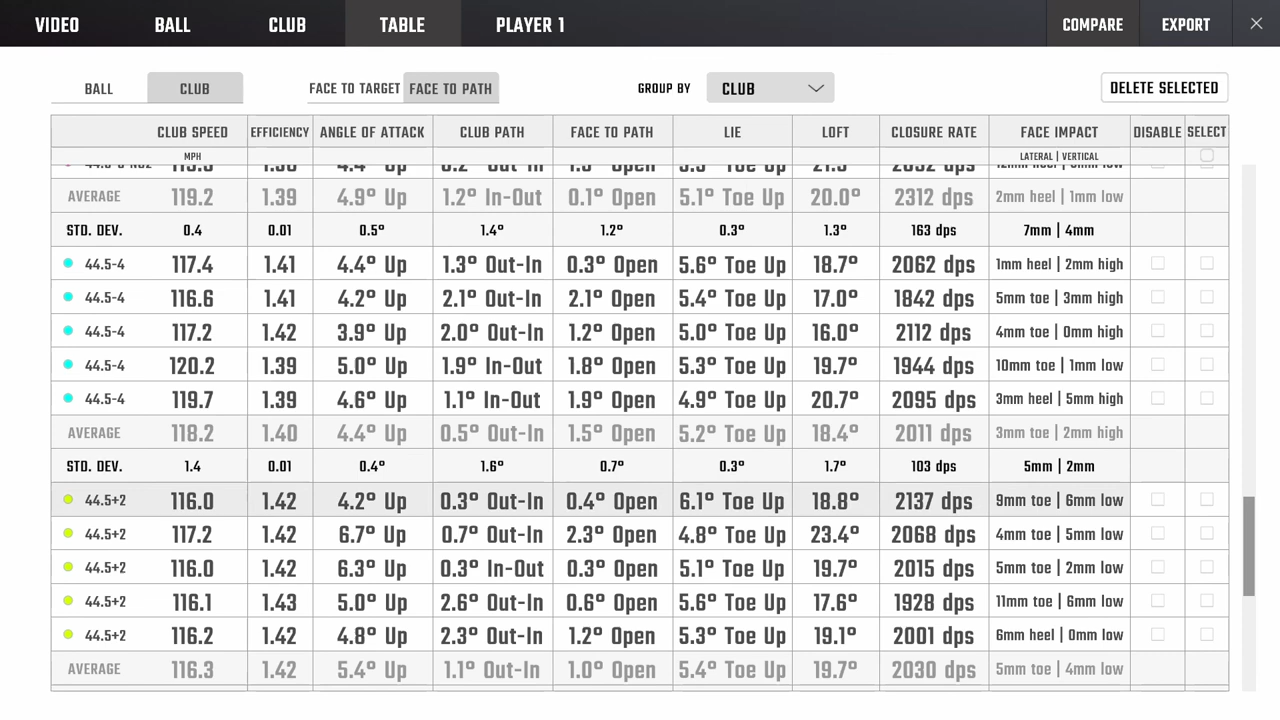 VIDEO BALL CLUB TABLE PLAYER 1 COMPARE EXPORT
BALL CLUB FACE TO TARGET FACE TO PATH GROUP BY CLUB DELETE SELECTED
CLUB SPEED EFFICIENCY ANGLE OF ATTACK CLUB PATH FACE TO PATH LIE LOFT CLOSURE RATE FACE IMPACT DISABLE SELECT
MPH LATERAL | VERTICAL
AVERAGE 119.2 1.39 4.9° Up 1.2° In-Out 0.1° Open 5.1° Toe Up 20.0° 2312 dps 2mm heel | 1mm low
STD. DEV. 0.4 0.01 0.5° 1.4° 1.2° 0.3° 1.3° 163 dps 7mm | 4mm
44.5-4 117.4 1.41 4.4° Up 1.3° Out-In 0.3° Open 5.6° Toe Up 18.7° 2062 dps 1mm heel | 2mm high
44.5-4 116.6 1.41 4.2° Up 2.1° Out-In 2.1° Open 5.4° Toe Up 17.0° 1842 dps 5mm toe | 3mm high
44.5-4 117.2 1.42 3.9° Up 2.0° Out-In 1.2° Open 5.0° Toe Up 16.0° 2112 dps 4mm toe | 0mm high
44.5-4 120.2 1.39 5.0° Up 1.9° In-Out 1.8° Open 5.3° Toe Up 19.7° 1944 dps 10mm toe | 1mm low
44.5-4 119.7 1.39 4.6° Up 1.1° In-Out 1.9° Open 4.9° Toe Up 20.7° 2095 dps 3mm heel | 5mm high
AVERAGE 118.2 1.40 4.4° Up 0.5° Out-In 1.5° Open 5.2° Toe Up 18.4° 2011 dps 3mm toe | 2mm high
STD. DEV. 1.4 0.01 0.4° 1.6° 0.7° 0.3° 1.7° 103 dps 5mm | 2mm
44.5+2 116.0 1.42 4.2° Up 0.3° Out-In 0.4° Open 6.1° Toe Up 18.8° 2137 dps 9mm toe | 6mm low
44.5+2 117.2 1.42 6.7° Up 0.7° Out-In 2.3° Open 4.8° Toe Up 23.4° 2068 dps 4mm toe | 5mm low
44.5+2 116.0 1.42 6.3° Up 0.3° In-Out 0.3° Open 5.1° Toe Up 19.7° 2015 dps 5mm toe | 2mm low
44.5+2 116.1 1.43 5.0° Up 2.6° Out-In 0.6° Open 5.6° Toe Up 17.6° 1928 dps 11mm toe | 6mm low
44.5+2 116.2 1.42 4.8° Up 2.3° Out-In 1.2° Open 5.3° Toe Up 19.1° 2001 dps 6mm heel | 0mm low
AVERAGE 116.3 1.42 5.4° Up 1.1° Out-In 1.0° Open 5.4° Toe Up 19.7° 2030 dps 5mm toe | 4mm low